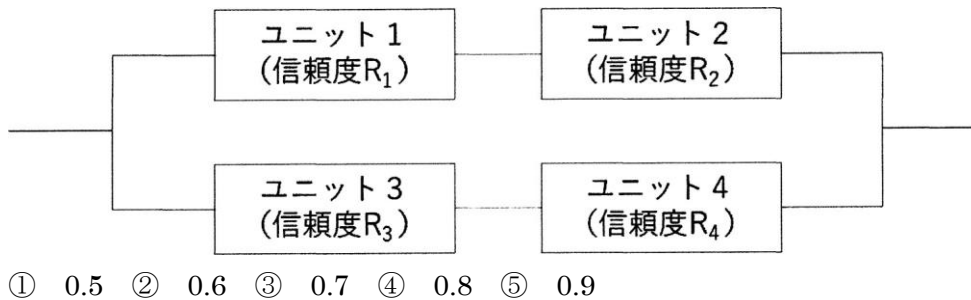 ユニット1
(信頼度R₁)
ユニット2
(信頼度R₂)
ユニット3
(信頼度R₃)
ユニット4
(信頼度R₄)
① 0.5 ② 0.6 ③ 0.7 ④ 0.8 ⑤ 0.9